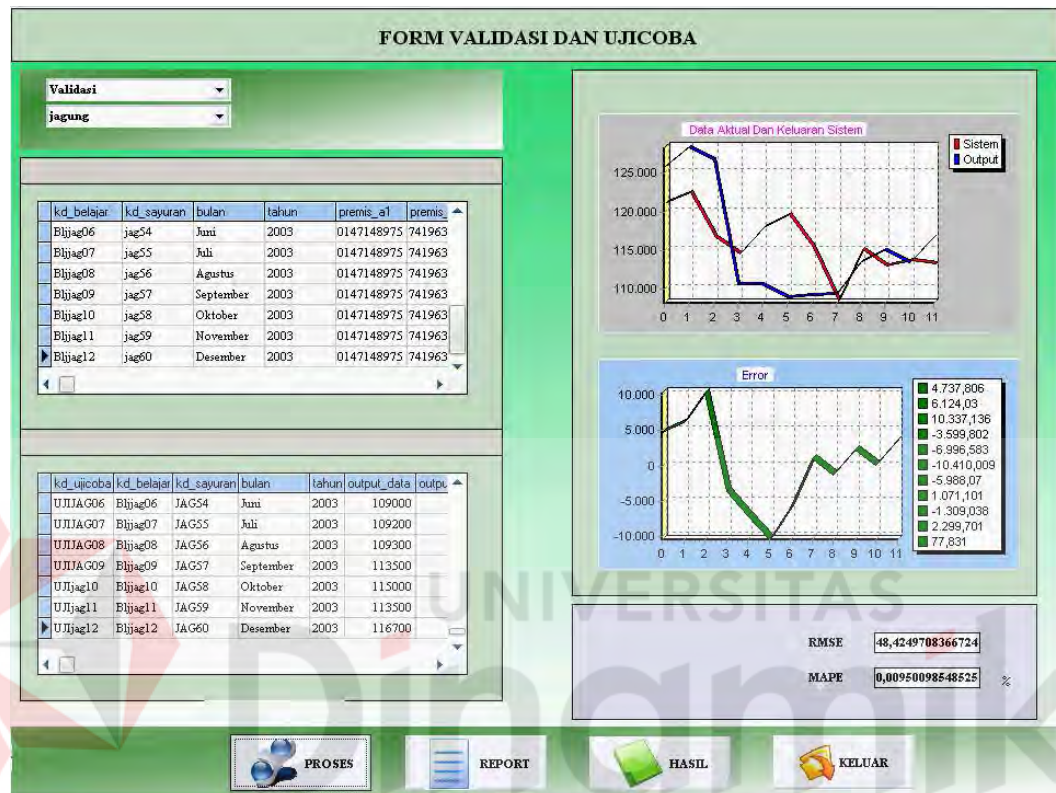 FORM VALIDASI DAN UJICOBA
Validasi
jagung
kd_belajar kd_sayuran bulan tahun premis_a1 premis_
Bljjag06 jag54 Juni 2003 0147148975 741963
Bljjag07 jag55 Juli 2003 0147148975 741963
Bljjag08 jag56 Agustus 2003 0147148975 741963
Bljjag09 jag57 September 2003 0147148975 741963
Bljjag10 jag58 Oktober 2003 0147148975 741963
Bljjag11 jag59 November 2003 0147148975 741963
Bljjag12 jag60 Desember 2003 0147148975 741963
kd_ujicoba kd_belajar kd_sayuran bulan tahun output_data outpu
UJIJAG06 Bljjag06 JAG54 Juni 2003 109000
UJIJAG07 Bljjag07 JAG55 Juli 2003 109200
UJIJAG08 Bljjag08 JAG56 Agustus 2003 109300
UJIJAG09 Bljjag09 JAG57 September 2003 113500
UJIjag10 Bljjag10 JAG58 Oktober 2003 115000
UJIjag11 Bljjag11 JAG59 November 2003 113500
UJIjag12 Bljjag12 JAG60 Desember 2003 116700
Data Aktual Dan Keluaran Sistem
Sistem
Output
125.000
120.000
115.000
110.000
0 1 2 3 4 5 6 7 8 9 10 11
Error
10.000
5.000
0
-5.000
-10.000
0 1 2 3 4 5 6 7 8 9 10 11
4.737,806
6.124,03
10.337,136
-3.599,802
-6.996,583
-10.410,009
-5.988,07
1.071,101
-1.309,038
2.299,701
77,831
UNIVERSITAS
Dinamik
RMSE 48,4249708366724
MAPE 0,00950098548525 %
PROSES
REPORT
HASIL
KELUAR